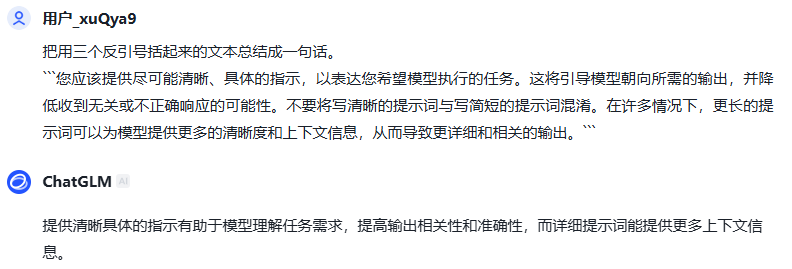 用户_xuQya9
把用三个反引号括起来的文本总结成一句话。
```您应该提供尽可能清晰、具体的指示，以表达您希望模型执行的任务。这将引导模型朝向所需的输出，并降
低收到无关或不正确响应的可能性。不要将写清晰的提示词与写简短的提示词混淆。在许多情况下，更长的提
示词可以为模型提供更多的清晰度和上下文信息，从而导致更详细和相关的输出。```
ChatGLM AI
提供清晰具体的指示有助于模型理解任务需求，提高输出相关性和准确性，而详细提示词能提供更多上下文信
息。